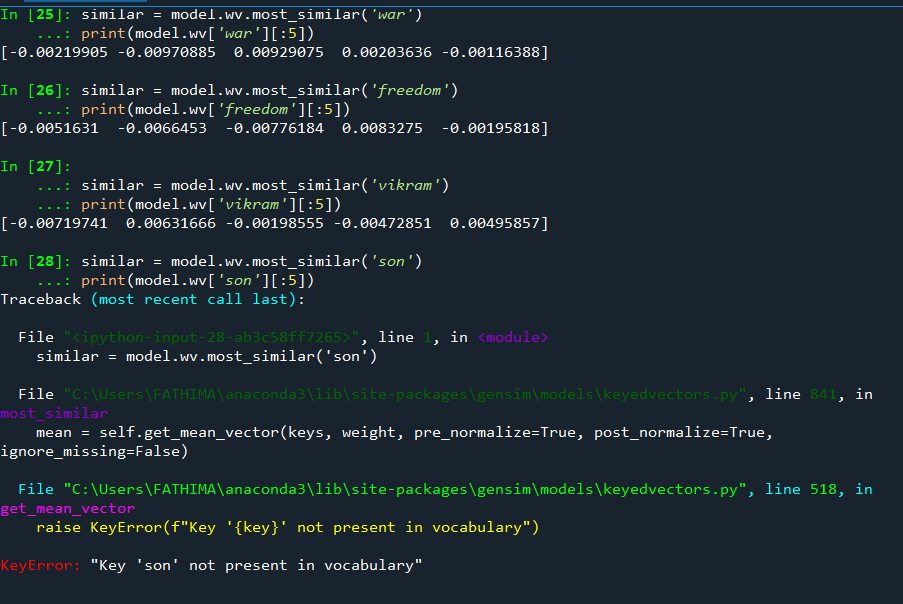 In [25]: similar = model.wv.most_similar('war')
    ...: print(model.wv['war'][:5])
[-0.00219905 -0.00970885  0.00929075  0.00203636 -0.00116388]
In [26]: similar = model.wv.most_similar('freedom')
    ...: print(model.wv['freedom'][:5])
[-0.0051631  -0.0066453  -0.00776184  0.0083275  -0.00195818]
In [27]:
    ...: similar = model.wv.most_similar('vikram')
    ...: print(model.wv['vikram'][:5])
[-0.00719741  0.00631666 -0.00198555 -0.00472851  0.00495857]
In [28]: similar = model.wv.most_similar('son')
    ...: print(model.wv['son'][:5])
Traceback (most recent call last):
  File "<ipython-input-28-ab3c58ff7265>", line 1, in <module>
    similar = model.wv.most_similar('son')
  File "C:\Users\FATHIMA\anaconda3\lib\site-packages\gensim\models\keyedvectors.py", line 841, in
most_similar
    mean = self.get_mean_vector(keys, weight, pre_normalize=True, post_normalize=True,
ignore_missing=False)
  File "C:\Users\FATHIMA\anaconda3\lib\site-packages\gensim\models\keyedvectors.py", line 518, in
get_mean_vector
    raise KeyError(f"Key '{key}' not present in vocabulary")
KeyError: "Key 'son' not present in vocabulary"